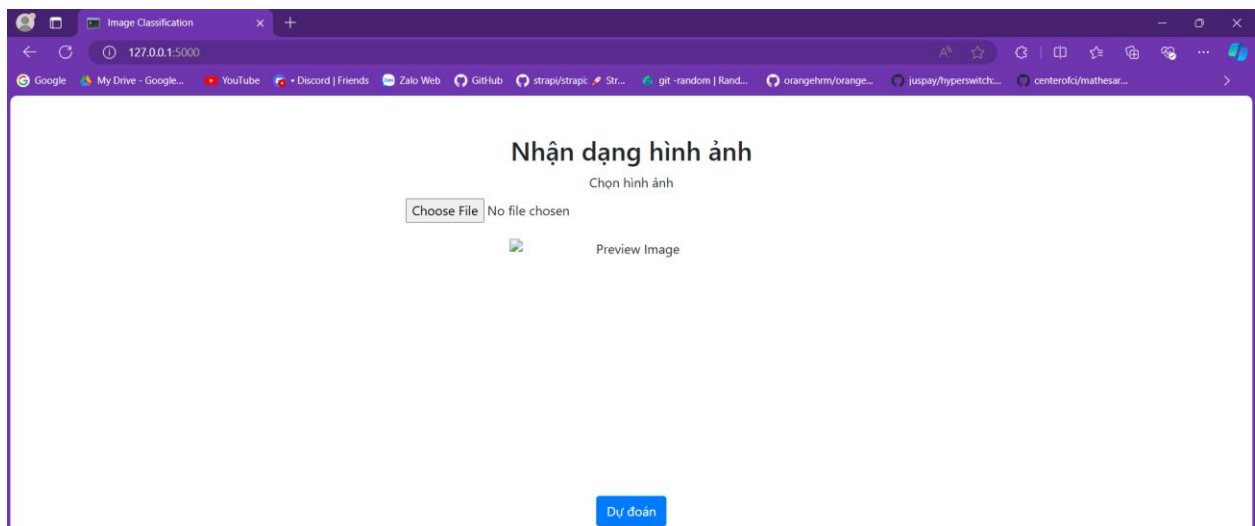 Image Classification
127.0.0.1:5000
Google My Drive - Google... YouTube • Discord | Friends Zalo Web GitHub strapi/strapi: 🚀 Str... git -random | Rand... orangehrm/orange... juspay/hyperswitch:... centerofci/mathesar...
Nhận dạng hình ảnh
Chọn hình ảnh
Choose File No file chosen
Preview Image
Dự đoán